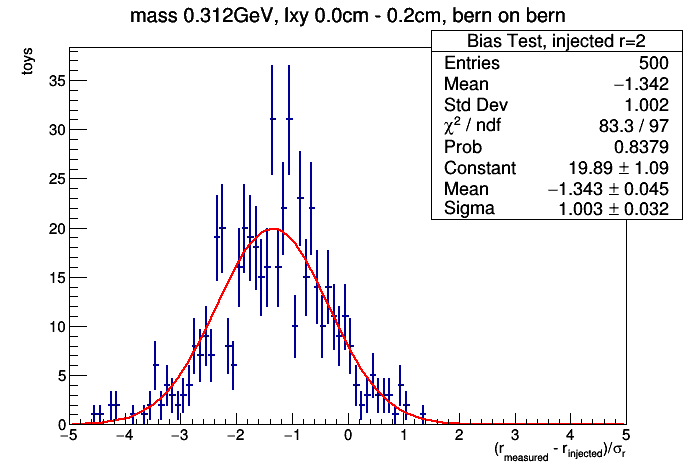 mass 0.312GeV, lxy 0.0cm - 0.2cm, bern on bern
Bias Test, injected r=2
Entries 500
Mean −1.342
Std Dev 1.002
χ² / ndf 83.3 / 97
Prob 0.8379
Constant 19.89 ± 1.09
Mean −1.343 ± 0.045
Sigma 1.003 ± 0.032
toys
35
30
25
20
15
10
5
0
−5 −4 −3 −2 −1 0 1 2 3 4 5
(r_measured - r_injected)/σ_r